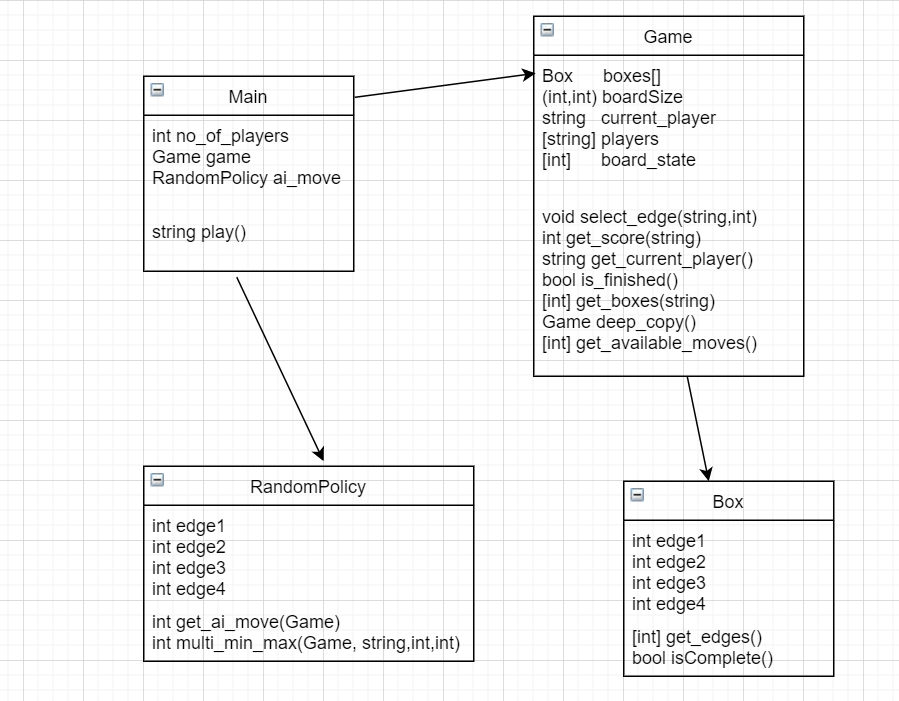 Main
int no_of_players
Game game
RandomPolicy ai_move
string play()
Game
Box boxes[]
(int,int) boardSize
string current_player
[string] players
[int] board_state
void select_edge(string,int)
int get_score(string)
string get_current_player()
bool is_finished()
[int] get_boxes(string)
Game deep_copy()
[int] get_available_moves()
RandomPolicy
int edge1
int edge2
int edge3
int edge4
int get_ai_move(Game)
int multi_min_max(Game, string,int,int)
Box
int edge1
int edge2
int edge3
int edge4
[int] get_edges()
bool isComplete()